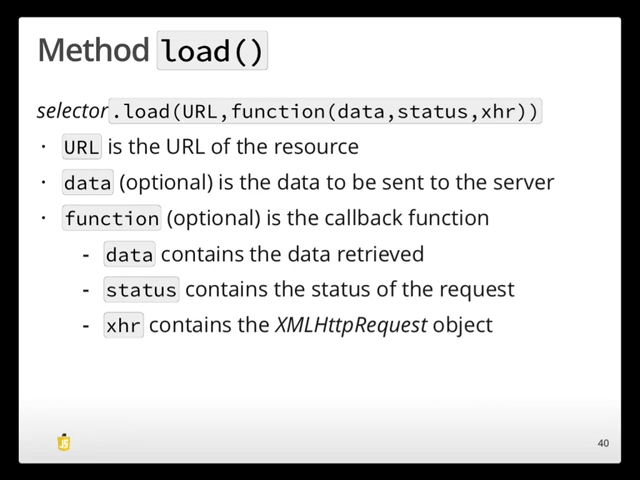 Method load()
selector.load(URL,function(data,status,xhr))
· URL is the URL of the resource
· data (optional) is the data to be sent to the server
· function (optional) is the callback function
- data contains the data retrieved
- status contains the status of the request
- xhr contains the XMLHttpRequest object
JS
40